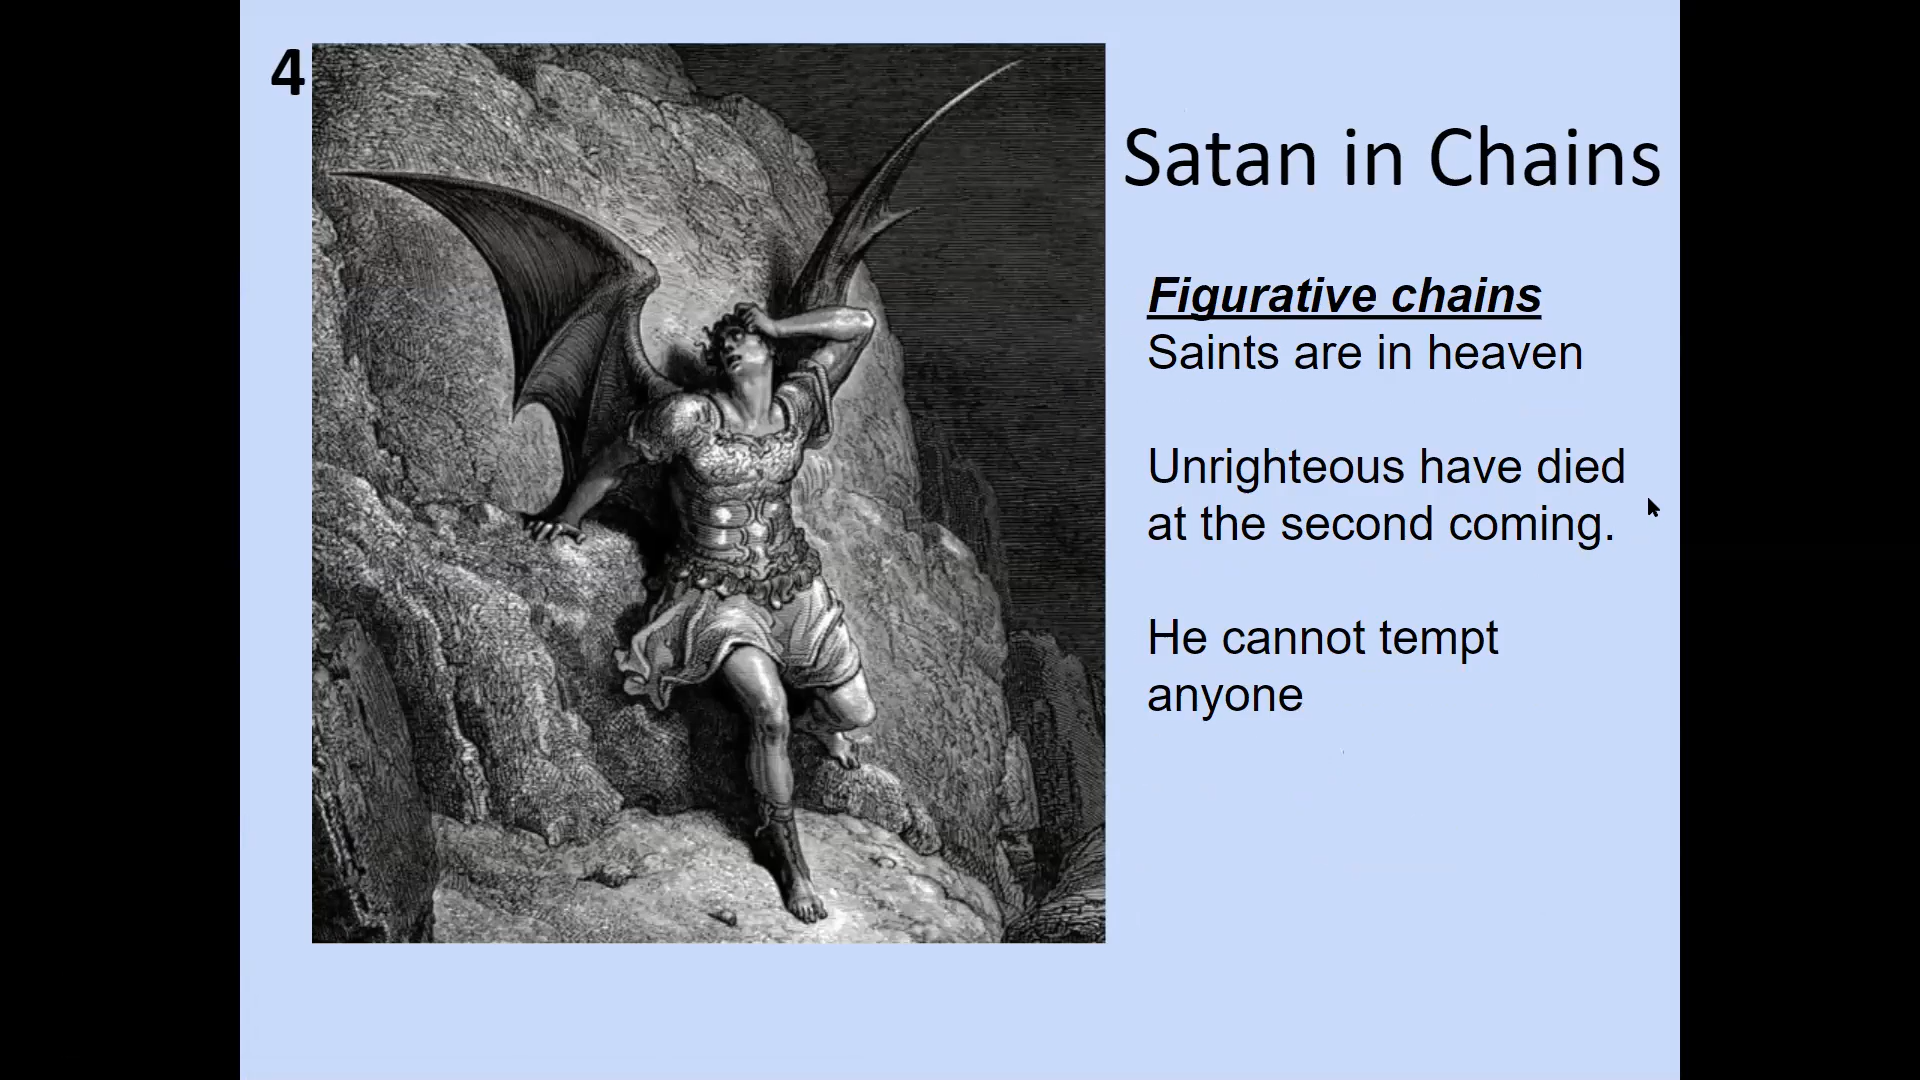 4
Satan in Chains
Figurative chains
Saints are in heaven
Unrighteous have died
at the second coming.
He cannot tempt
anyone